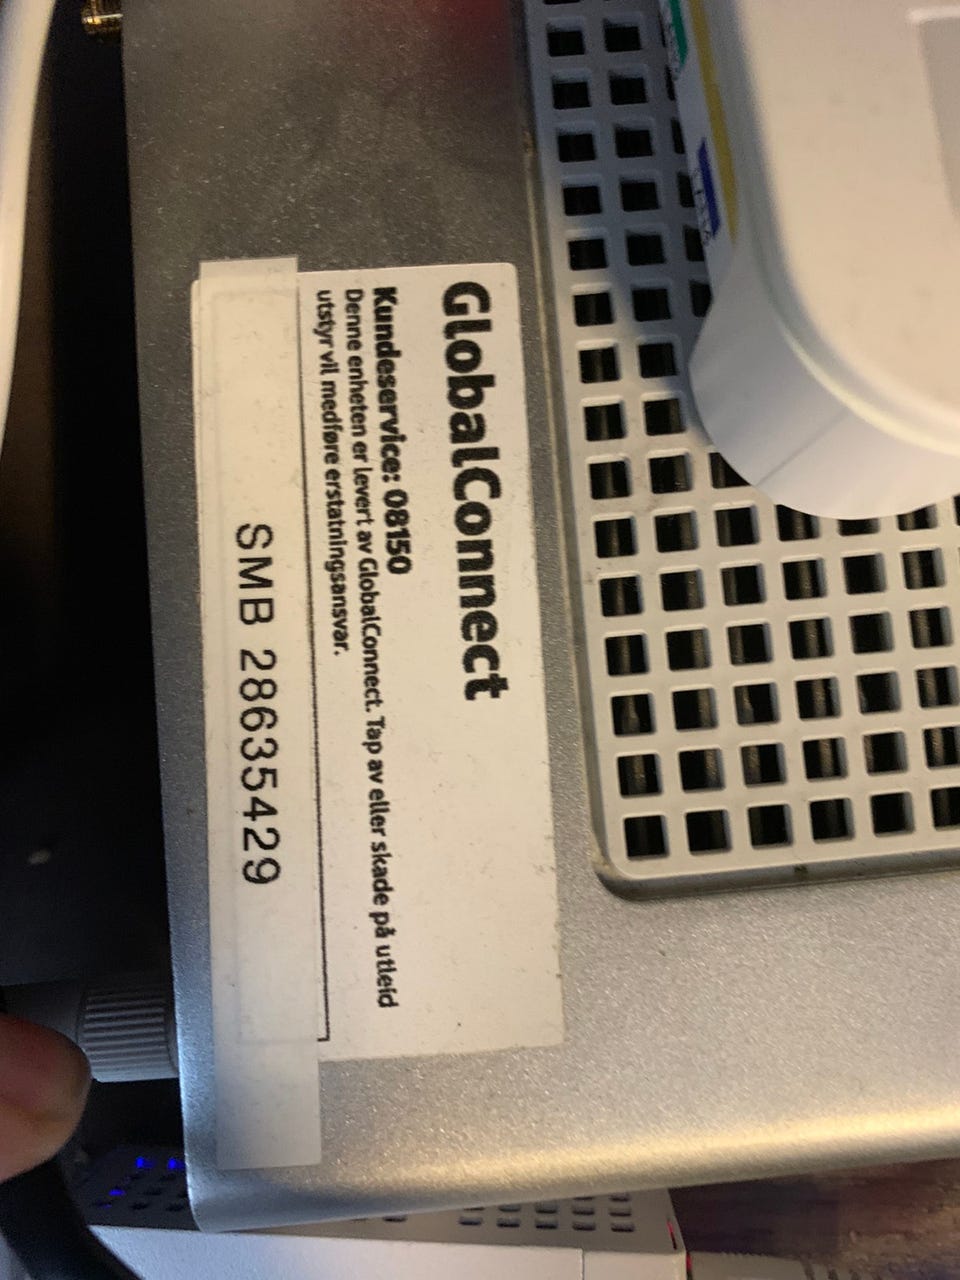 GlobalConnect
Kundeservice: 08150
Denne enheten er levert av GlobalConnect. Tap av eller skade på utleid
utstyr vil medføre erstatningsansvar.
SMB 28635429